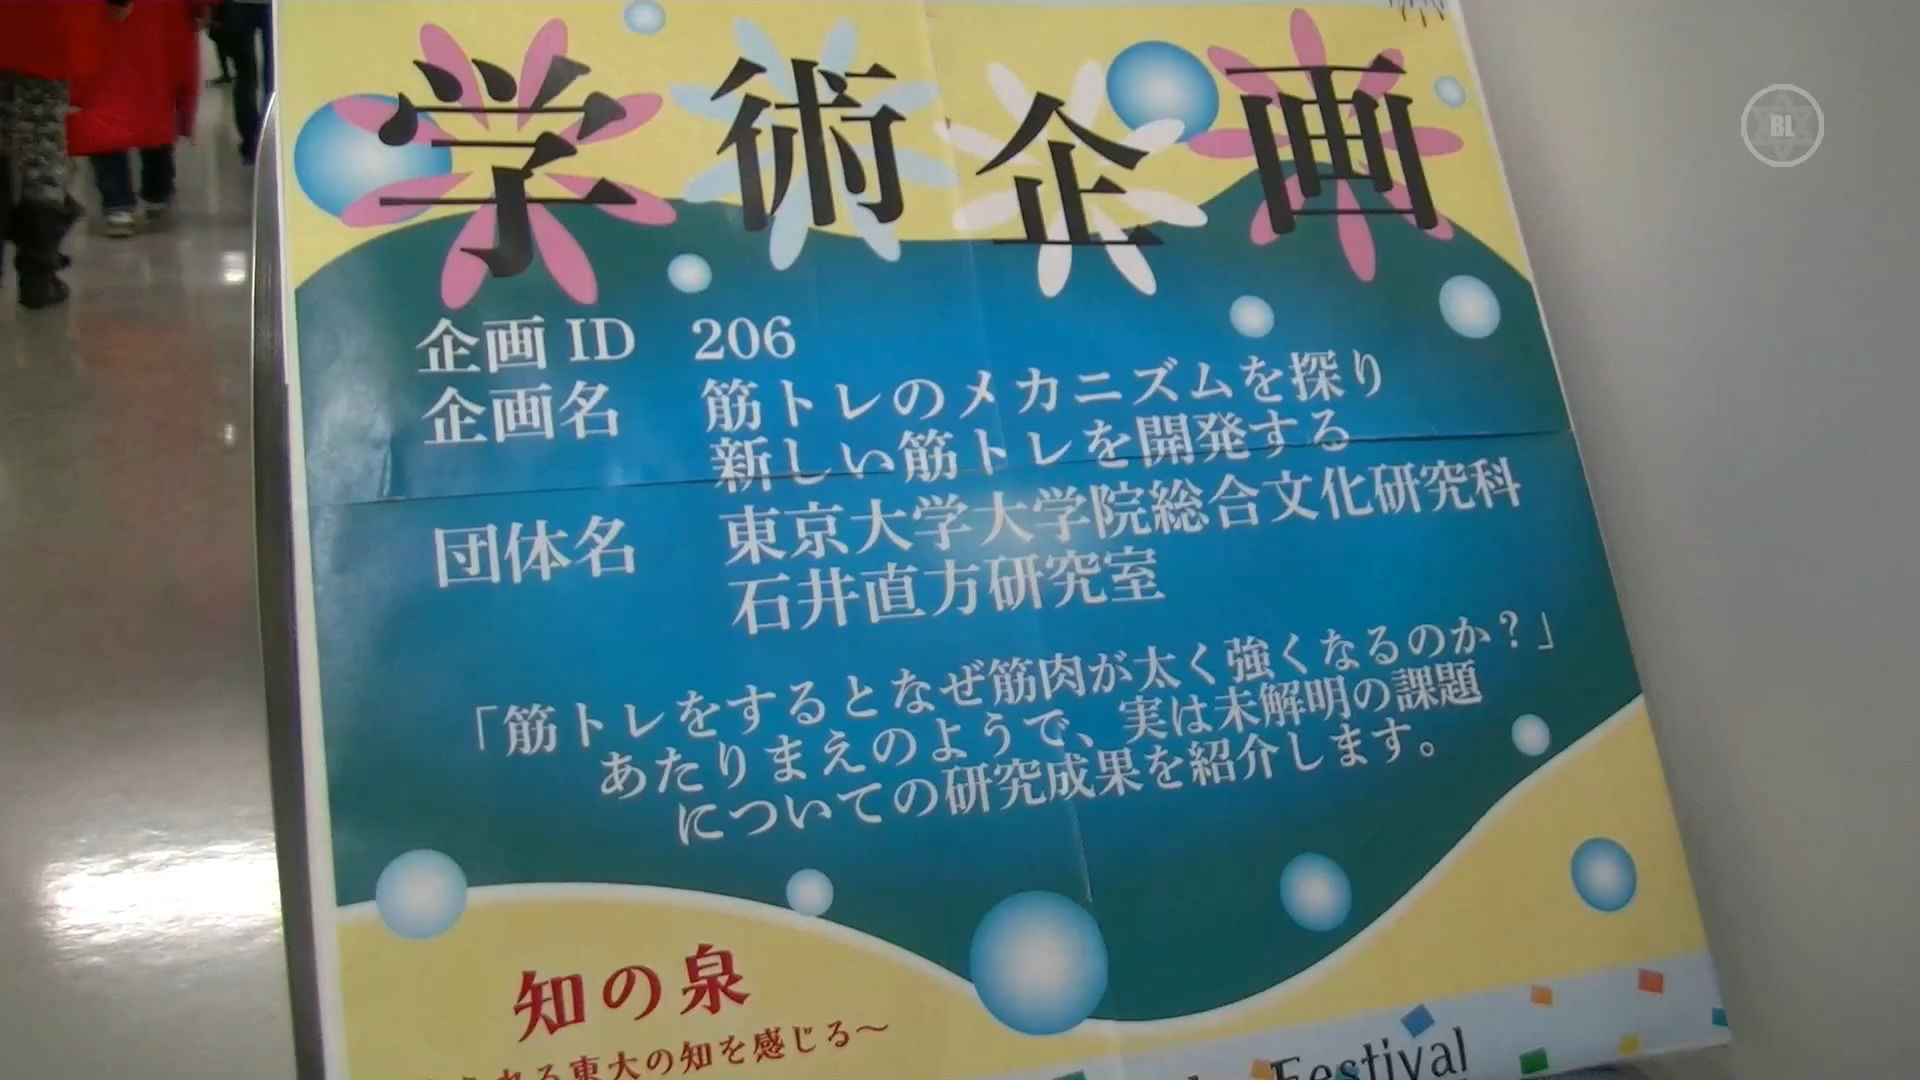 学術企画
企画 ID 206
企画名 筋トレのメカニズムを探り
新しい筋トレを開発する
団体名 東京大学大学院総合文化研究科
石井直方研究室
「筋トレをするとなぜ筋肉が太く強くなるのか？」
あたりまえのようで、実は未解明の課題
についての研究成果を紹介します。
知の泉
れる東大の知を感じる〜
Festival
BL